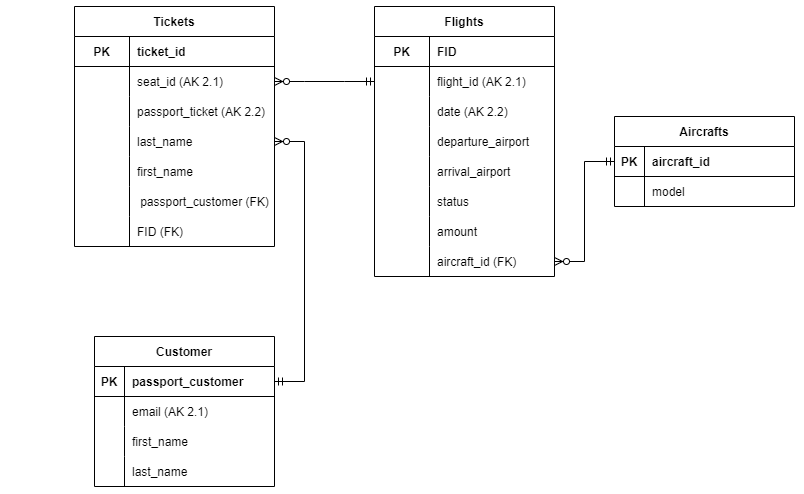 Tickets
PK ticket_id
seat_id (AK 2.1)
passport_ticket (AK 2.2)
last_name
first_name
passport_customer (FK)
FID (FK)
Flights
PK FID
flight_id (AK 2.1)
date (AK 2.2)
departure_airport
arrival_airport
status
amount
aircraft_id (FK)
Aircrafts
PK aircraft_id
model
Customer
PK passport_customer
email (AK 2.1)
first_name
last_name